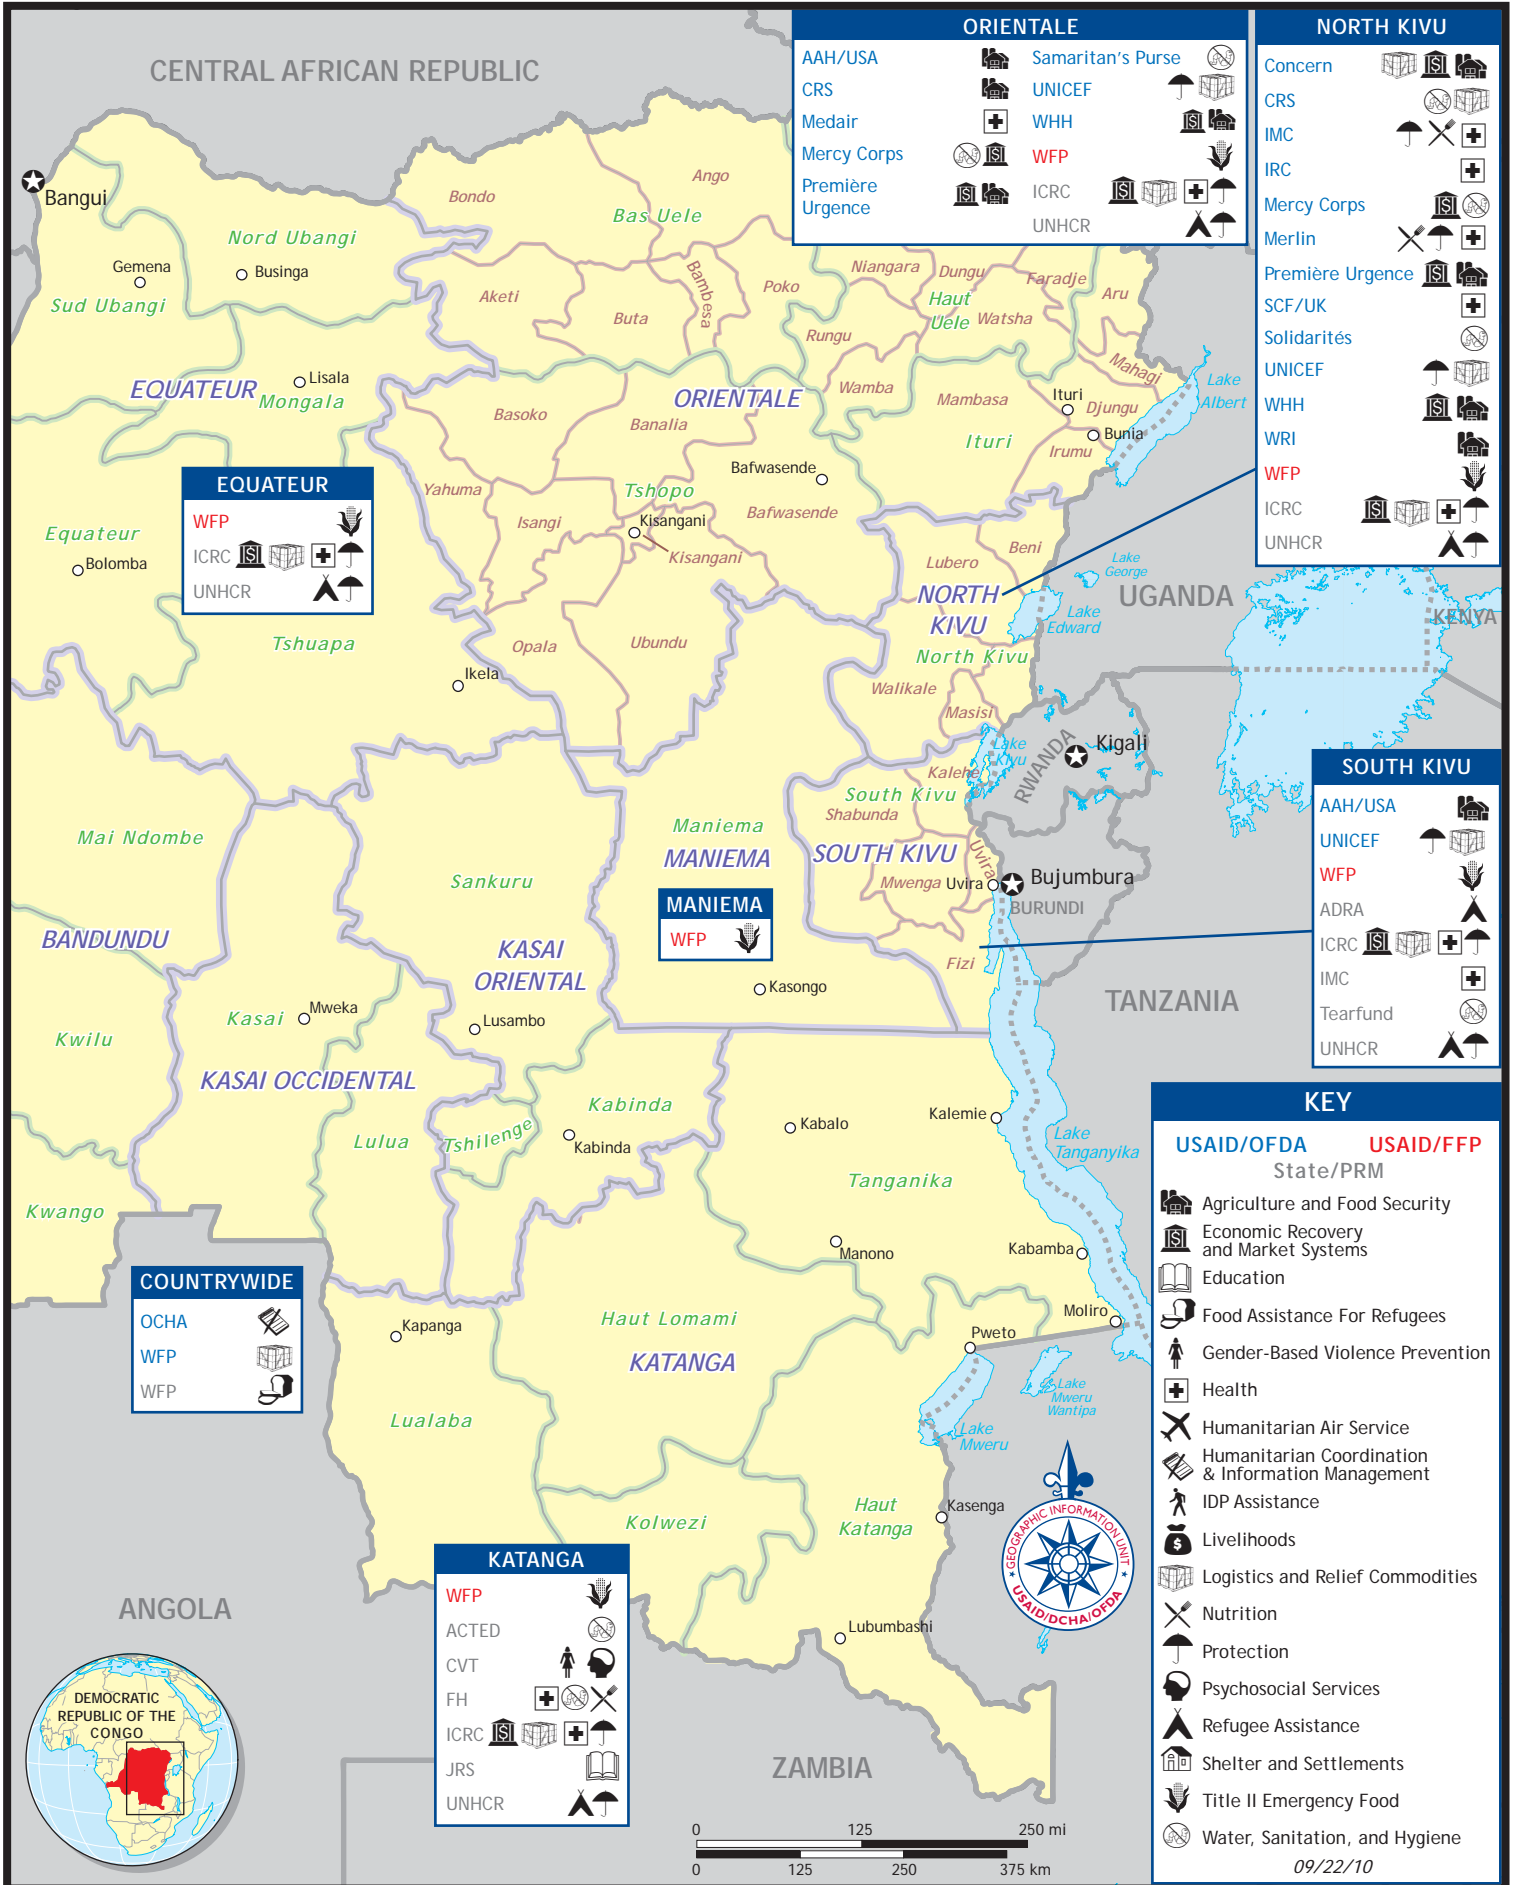 CENTRAL AFRICAN REPUBLIC
ORIENTALE
AAH/USA
CRS
Medair
Mercy Corps
Première
Urgence
Samaritan's Purse
UNICEF
WHH
WFP
ICRC
UNHCR
NORTH KIVU
Concern
CRS
IMC
IRC
Mercy Corps
Merlin
Première Urgence
SCF/UK
Solidarités
UNICEF
WHH
WRI
WFP
ICRC
UNHCR
Bangui
Bondo
Ango
Bas Uele
Nord Ubangi
Gemena
Businga
Sud Ubangi
Aketi
Buta
Bambesa
Poko
Niangara
Dungu
Faradje
Aru
Haut
Uele
Watsha
Rungu
Mahagi
Lake
Albert
Lisala
EQUATEUR
Mongala
ORIENTALE
Wamba
Mambasa
Ituri
Djungu
Basoko
Banalia
Ituri
Bunia
Irumu
Bafwasende
EQUATEUR
WFP
ICRC
UNHCR
Yahuma
Tshopo
Isangi
Kisangani
Bafwasende
Kisangani
Equateur
Bolomba
Lubero
Beni
Lake
George
NORTH
KIVU
UGANDA
KENYA
Lake
Edward
Tshuapa
Opala
Ubundu
North Kivu
Ikela
Walikale
Masisi
Lake
Kivu
RWANDA
Kigali
Kalehe
South Kivu
Shabunda
SOUTH KIVU
AAH/USA
UNICEF
WFP
ADRA
ICRC
IMC
Tearfund
UNHCR
Mai Ndombe
Maniema
MANIEMA
SOUTH KIVU
Uvira
Sankuru
Mwenga
Uvira
Bujumbura
BURUNDI
MANIEMA
WFP
BANDUNDU
KASAI
ORIENTAL
Fizi
Kasongo
TANZANIA
Kasai
Mweka
Lusambo
Kwilu
KASAI OCCIDENTAL
Kabinda
Kabalo
Kalemie
Lulua
Tshilenge
Kabinda
Lake
Tanganyika
Tanganika
Kwango
Manono
Kabamba
COUNTRYWIDE
OCHA
WFP
WFP
Kapanga
Haut Lomami
KATANGA
Moliro
Pweto
Lake
Mweru
Wantipa
Lualaba
Lake
Mweru
Haut
Katanga
Kasenga
Kolwezi
KATANGA
WFP
ACTED
CVT
FH
ICRC
JRS
UNHCR
Lubumbashi
ANGOLA
ZAMBIA
DEMOCRATIC
REPUBLIC OF THE
CONGO
GEOGRAPHIC INFORMATION UNIT
USAID/DCHA/OFDA
0 125 250 mi
0 125 250 375 km
KEY
USAID/OFDA USAID/FFP
State/PRM
Agriculture and Food Security
Economic Recovery
and Market Systems
Education
Food Assistance For Refugees
Gender-Based Violence Prevention
Health
Humanitarian Air Service
Humanitarian Coordination
& Information Management
IDP Assistance
Livelihoods
Logistics and Relief Commodities
Nutrition
Protection
Psychosocial Services
Refugee Assistance
Shelter and Settlements
Title II Emergency Food
Water, Sanitation, and Hygiene
09/22/10